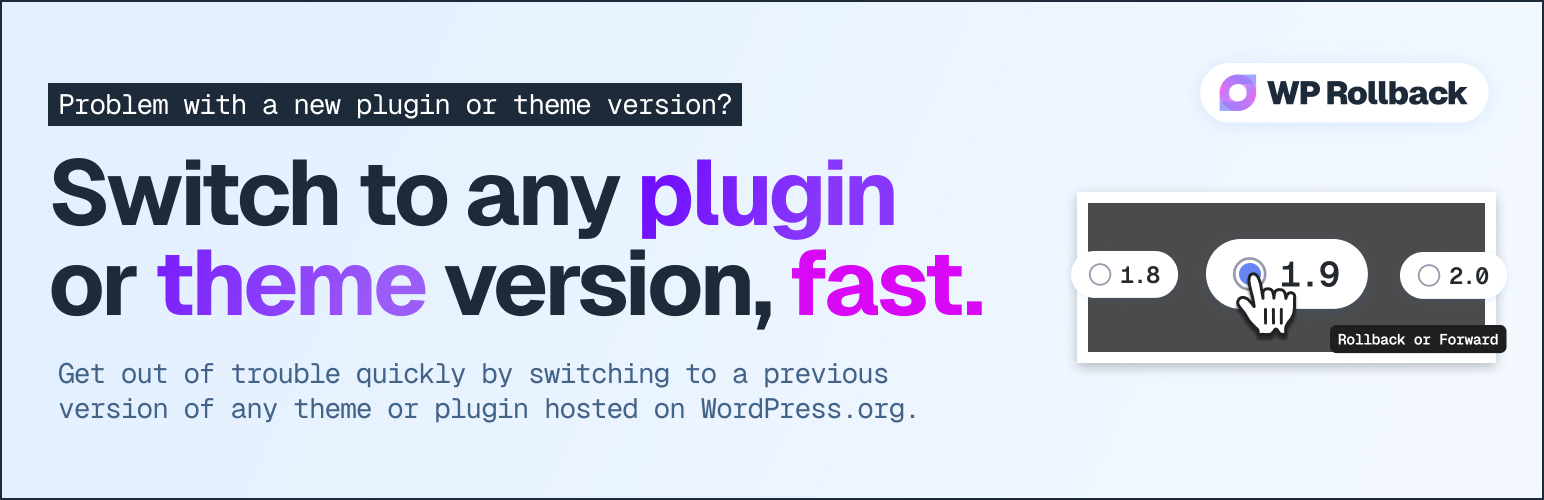 Problem with a new plugin or theme version?
WP Rollback
Switch to any plugin
or theme version, fast.
1.8
1.9
2.0
Rollback or Forward
Get out of trouble quickly by switching to a previous
version of any theme or plugin hosted on WordPress.org.